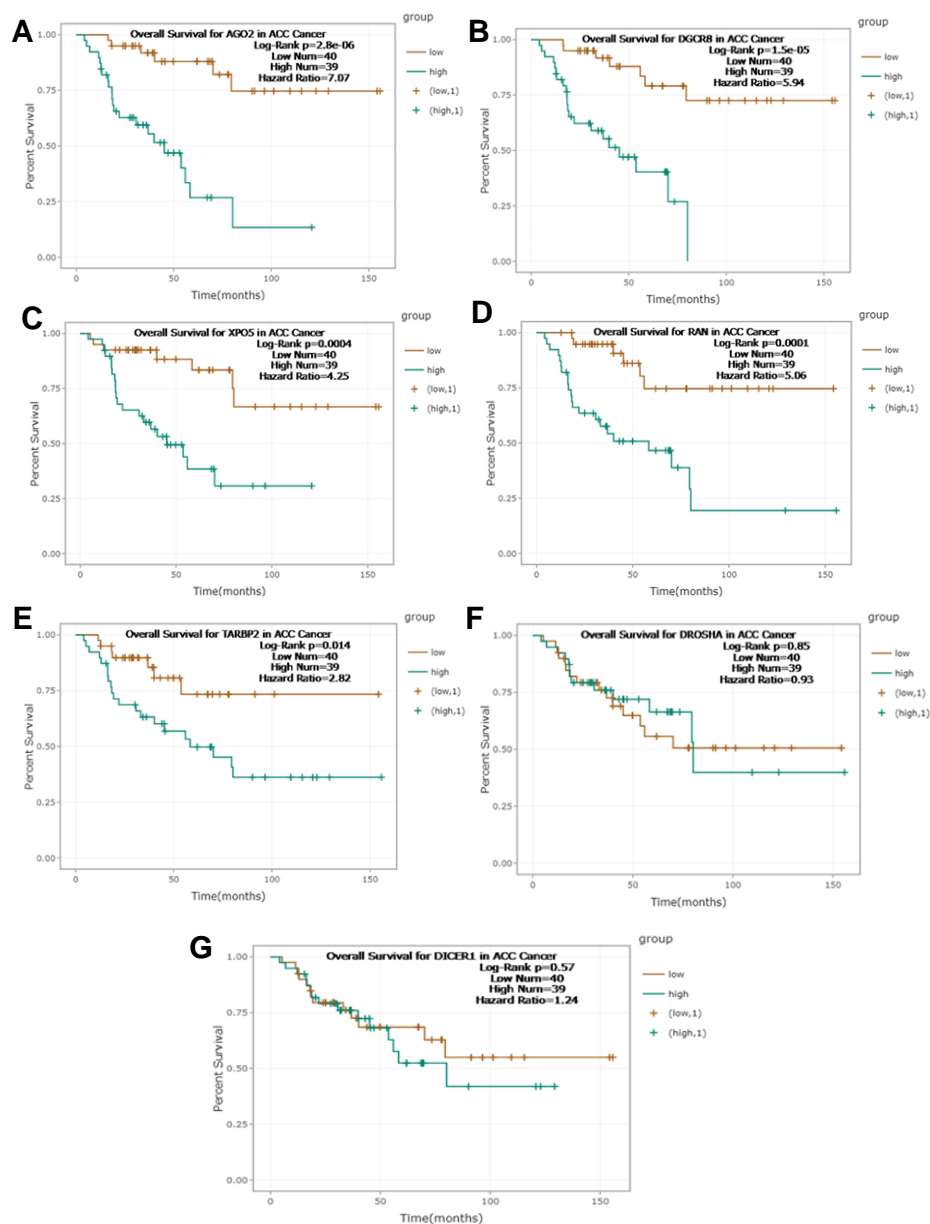 A
Overall Survival for AGO2 in ACC Cancer
Log-Rank p=2.8e-06
Low Num=40
High Num=39
Hazard Ratio=7.07
group
low
high
(low,1)
(high,1)
Percent Survival
1.00
0.75
0.50
0.25
0.00
0
50
100
150
Time(months)
B
Overall Survival for DGCR8 in ACC Cancer
Log-Rank p=1.5e-05
Low Num=40
High Num=39
Hazard Ratio=5.94
group
low
high
(low,1)
(high,1)
Percent Survival
1.00
0.75
0.50
0.25
0.00
0
50
100
150
Time(months)
C
Overall Survival for XPO5 in ACC Cancer
Log-Rank p=0.0004
Low Num=40
High Num=39
Hazard Ratio=4.25
group
low
high
(low,1)
(high,1)
Percent Survival
1.00
0.75
0.50
0.25
0.00
0
50
100
150
Time(months)
D
Overall Survival for RAN in ACC Cancer
Log-Rank p=0.0001
Low Num=40
High Num=39
Hazard Ratio=5.06
group
low
high
(low,1)
(high,1)
Percent Survival
1.00
0.75
0.50
0.25
0.00
0
50
100
150
Time(months)
E
Overall Survival for TARBP2 in ACC Cancer
Log-Rank p=0.014
Low Num=40
High Num=39
Hazard Ratio=2.82
group
low
high
(low,1)
(high,1)
Percent Survival
1.00
0.75
0.50
0.25
0.00
0
50
100
150
Time(months)
F
Overall Survival for DROSHA in ACC Cancer
Log-Rank p=0.85
Low Num=40
High Num=39
Hazard Ratio=0.93
group
low
high
(low,1)
(high,1)
Percent Survival
1.00
0.75
0.50
0.25
0.00
0
50
100
150
Time(months)
G
Overall Survival for DICER1 in ACC Cancer
Log-Rank p=0.57
Low Num=40
High Num=39
Hazard Ratio=1.24
group
low
high
(low,1)
(high,1)
Percent Survival
1.00
0.75
0.50
0.25
0.00
0
50
100
150
Time(months)